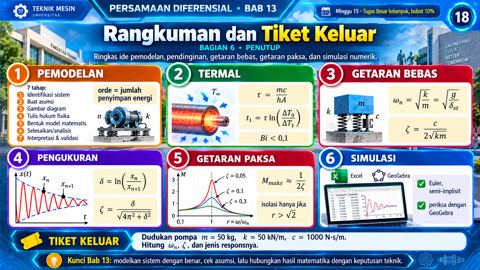 TEKNIK MESIN
UNIVERSITAS
PERSAMAAN DIFERENSIAL • BAB 13
Minggu 15 • Tugas Besar kelompok, bobot 10%
18
Rangkuman dan Tiket Keluar
BAGIAN 6 • PENUTUP
Ringkas ide pemodelan, pendinginan, getaran bebas, getaran paksa, dan simulasi numerik.
1 PEMODELAN
7 tahap:
1 Identifikasi sistem
2 Buat asumsi
3 Gambar diagram
4 Tulis hukum fisika
5 Bentuk model matematis
6 Selesaikan/analisis
7 Interpretasi & validasi
orde = jumlah
penyimpan energi
π k
2 TERMAL
T∞
τ = mc/hA
t₁ = τ ln(ΔT₀/ΔT₁)
Bi < 0,1
3 GETARAN BEBAS
m
k
c
ωₙ = √(k/m) = √(g/δₛₜ)
ζ = c/(2√km)
4 PENGUKURAN
x(t)
xₙ
xₙ₊₁
t
δ = ln(xₙ/xₙ₊₁)
ζ = δ/√(4π² + δ²)
5 GETARAN PAKSA
M
ζ = 0,05
ζ = 0,1
0,1 1 r = ω/ωₙ
Mₘₐₖₛ ≈ 1/2ζ
isolasi hanya jika
r > √2
6 SIMULASI
Excel
GeoGebra
✓ Euler,
semi-implisit
✓ periksa dengan
GeoGebra
TIKET KELUAR
Dudukan pompa m = 50 kg, k = 50 kN/m, c = 1000 N·s/m.
Hitung ωₙ, ζ, dan jenis responsnya.
Kunci Bab 13: modelkan sistem dengan benar, cek asumsi, lalu hubungkan hasil matematika dengan keputusan teknik.